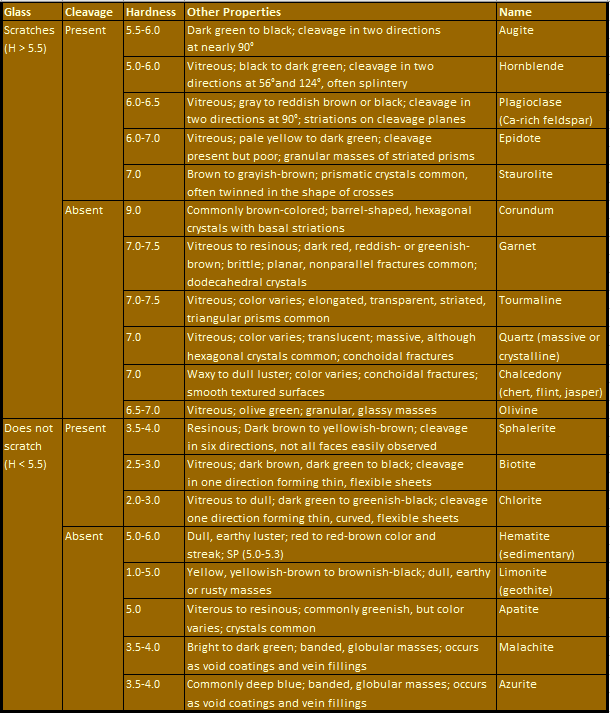 Glass Cleavage Hardness Other Properties Name
Scratches Present 5.5-6.0 Dark green to black; cleavage in two directions Augite
(H > 5.5) at nearly 90°
5.0-6.0 Vitreous; black to dark green; cleavage in two Hornblende
directions at 56°and 124°, often splintery
6.0-6.5 Vitreous; gray to reddish brown or black; cleavage in Plagioclase
two directions at 90°; striations on cleavage planes (Ca-rich feldspar)
6.0-7.0 Vitreous; pale yellow to dark green; cleavage Epidote
present but poor; granular masses of striated prisms
7.0 Brown to grayish-brown; prismatic crystals common, Staurolite
often twinned in the shape of crosses
Absent 9.0 Commonly brown-colored; barrel-shaped, hexagonal Corundum
crystals with basal striations
7.0-7.5 Vitreous to resinous; dark red, reddish- or greenish- Garnet
brown; brittle; planar, nonparallel fractures common;
dodecahedral crystals
7.0-7.5 Vitreous; color varies; elongated, transparent, striated, Tourmaline
triangular prisms common
7.0 Vitreous; color varies; translucent; massive, although Quartz (massive or
hexagonal crystals common; conchoidal fractures crystalline)
7.0 Waxy to dull luster; color varies; conchoidal fractures; Chalcedony
smooth textured surfaces (chert, flint, jasper)
6.5-7.0 Vitreous; olive green; granular, glassy masses Olivine
Does not Present 3.5-4.0 Resinous; Dark brown to yellowish-brown; cleavage Sphalerite
scratch in six directions, not all faces easily observed
(H < 5.5) 2.5-3.0 Vitreous; dark brown, dark green to black; cleavage Biotite
in one direction forming thin, flexible sheets
2.0-3.0 Vitreous to dull; dark green to greenish-black; cleavage Chlorite
one direction forming thin, curved, flexible sheets
Absent 5.0-6.0 Dull, earthy luster; red to red-brown color and Hematite
streak; SP (5.0-5.3) (sedimentary)
1.0-5.0 Yellow, yellowish-brown to brownish-black; dull, earthy Limonite
or rusty masses (geothite)
5.0 Viterous to resinous; commonly greenish, but color Apatite
varies; crystals common
3.5-4.0 Bright to dark green; banded, globular masses; occurs Malachite
as void coatings and vein fillings
3.5-4.0 Commonly deep blue; banded, globular masses; occurs Azurite
as void coatings and vein fillings